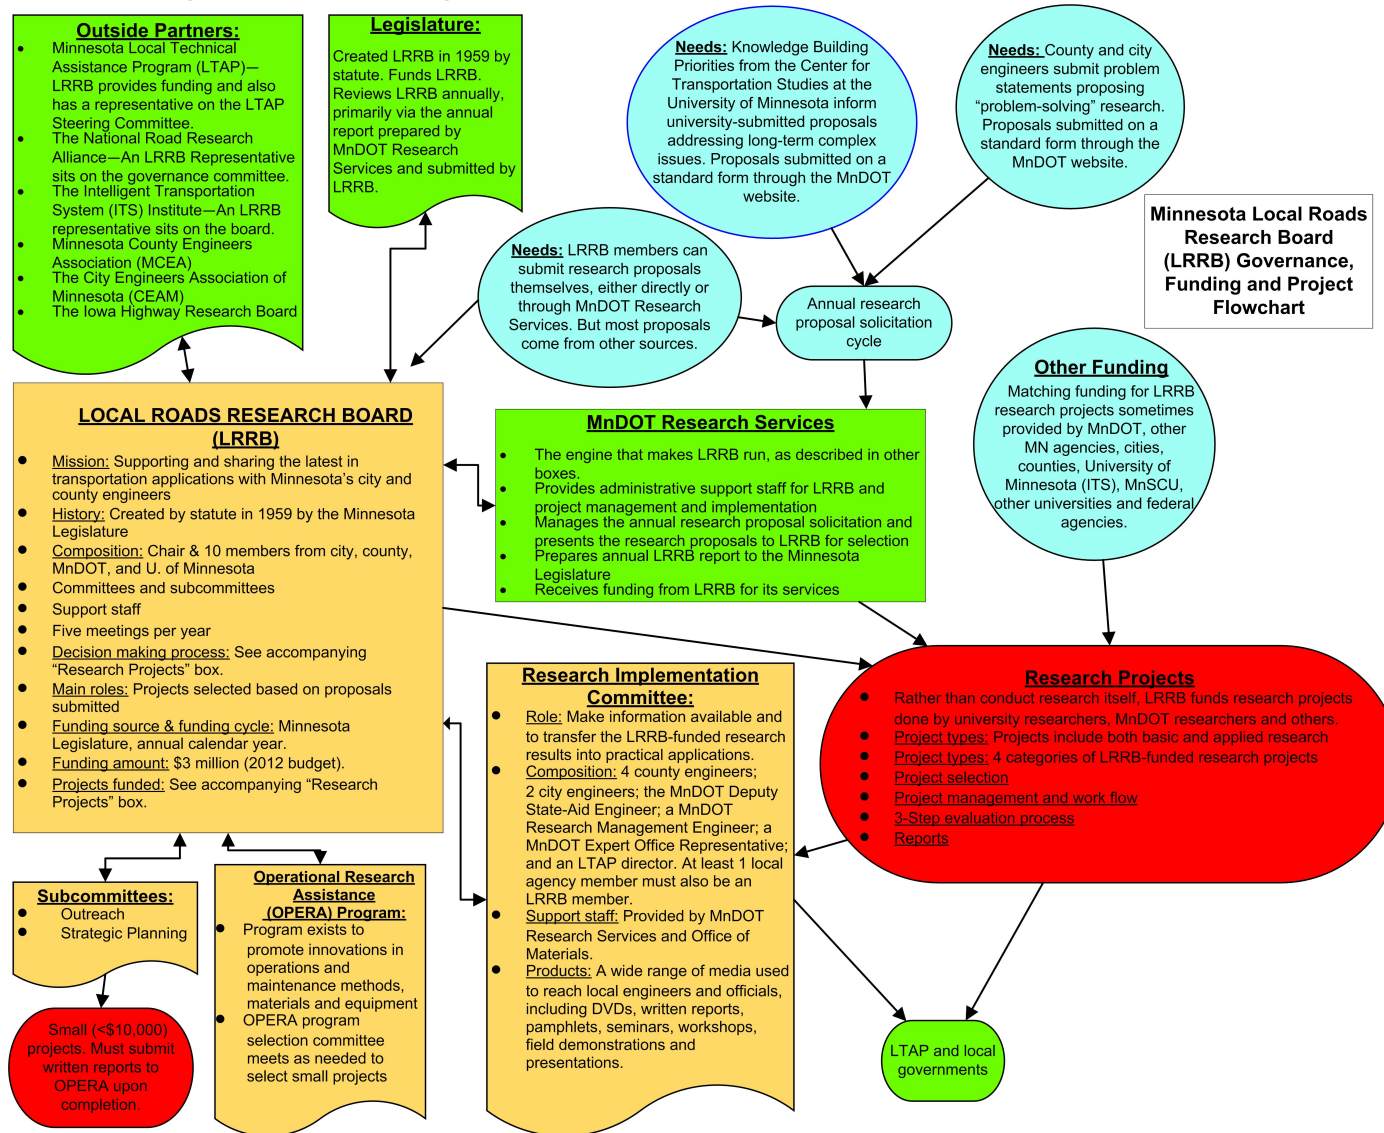 Outside Partners:
• Minnesota Local Technical
Assistance Program (LTAP)—
LRRB provides funding and also
has a representative on the LTAP
Steering Committee.
• The National Road Research
Alliance—An LRRB Representative
sits on the governance committee.
• The Intelligent Transportation
System (ITS) Institute—An LRRB
representative sits on the board.
• Minnesota County Engineers
Association (MCEA)
• The City Engineers Association of
Minnesota (CEAM)
• The Iowa Highway Research Board
Legislature:
Created LRRB in 1959 by
statute. Funds LRRB.
Reviews LRRB annually,
primarily via the annual
report prepared by
MnDOT Research
Services and submitted by
LRRB.
Needs: Knowledge Building
Priorities from the Center for
Transportation Studies at the
University of Minnesota inform
university-submitted proposals
addressing long-term complex
issues. Proposals submitted on a
standard form through the MnDOT
website.
Needs: County and city
engineers submit problem
statements proposing
“problem-solving” research.
Proposals submitted on a
standard form through the
MnDOT website.
Minnesota Local Roads
Research Board
(LRRB) Governance,
Funding and Project
Flowchart
Needs: LRRB members can
submit research proposals
themselves, either directly or
through MnDOT Research
Services. But most proposals
come from other sources.
Annual research
proposal solicitation
cycle
Other Funding
Matching funding for LRRB
research projects sometimes
provided by MnDOT, other
MN agencies, cities,
counties, University of
Minnesota (ITS), MnSCU,
other universities and federal
agencies.
LOCAL ROADS RESEARCH BOARD
(LRRB)
• Mission: Supporting and sharing the latest in
transportation applications with Minnesota’s city and
county engineers
• History: Created by statute in 1959 by the Minnesota
Legislature
• Composition: Chair & 10 members from city, county,
MnDOT, and U. of Minnesota
• Committees and subcommittees
• Support staff
• Five meetings per year
• Decision making process: See accompanying
“Research Projects” box.
• Main roles: Projects selected based on proposals
submitted
• Funding source & funding cycle: Minnesota
Legislature, annual calendar year.
• Funding amount: $3 million (2012 budget).
• Projects funded: See accompanying “Research
Projects” box.
MnDOT Research Services
• The engine that makes LRRB run, as described in other
boxes.
• Provides administrative support staff for LRRB and
project management and implementation
• Manages the annual research proposal solicitation and
presents the research proposals to LRRB for selection
• Prepares annual LRRB report to the Minnesota
Legislature
• Receives funding from LRRB for its services
Research Implementation
Committee:
• Role: Make information available and
to transfer the LRRB-funded research
results into practical applications.
• Composition: 4 county engineers;
2 city engineers; the MnDOT Deputy
State-Aid Engineer; a MnDOT
Research Management Engineer; a
MnDOT Expert Office Representative;
and an LTAP director. At least 1 local
agency member must also be an
LRRB member.
• Support staff: Provided by MnDOT
Research Services and Office of
Materials.
• Products: A wide range of media used
to reach local engineers and officials,
including DVDs, written reports,
pamphlets, seminars, workshops,
field demonstrations and
presentations.
Research Projects
• Rather than conduct research itself, LRRB funds research projects
done by university researchers, MnDOT researchers and others.
• Project types: Projects include both basic and applied research
• Project types: 4 categories of LRRB-funded research projects
• Project selection
• Project management and work flow
• 3-Step evaluation process
• Reports
Subcommittees:
• Outreach
• Strategic Planning
Operational Research
Assistance
(OPERA) Program:
• Program exists to
promote innovations in
operations and
maintenance methods,
materials and equipment
• OPERA program
selection committee
meets as needed to
select small projects
Small (<$10,000)
projects. Must submit
written reports to
OPERA upon
completion.
LTAP and local
governments